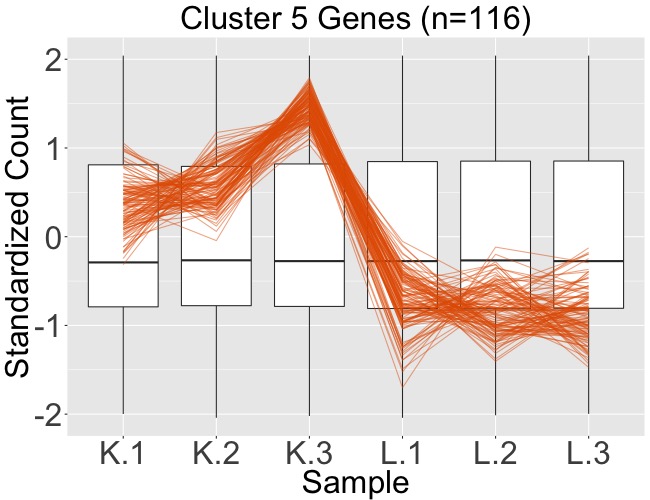 Cluster 5 Genes (n=116)
Standardized Count
2
1
0
-1
-2
K.1 K.2 K.3 L.1 L.2 L.3
Sample